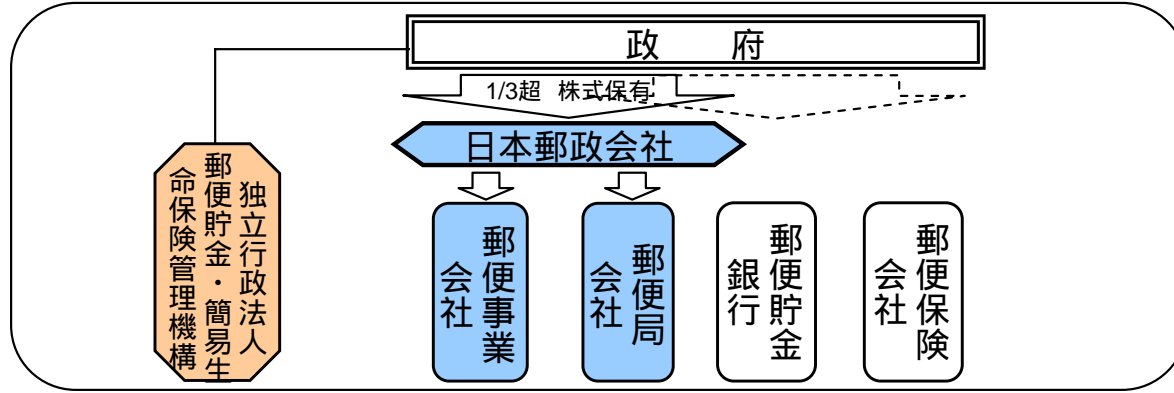 政　府
1/3超 株式保有
日本郵政会社
独立行政法人
郵便貯金・簡易生
命保険管理機構
郵便事業
会社
郵便局
会社
郵便貯金
銀行
郵便保険
会社